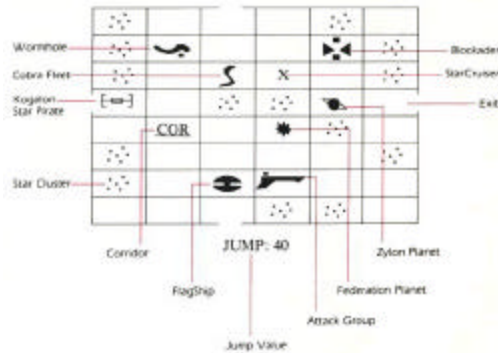 Wormhole
Blockader
Cobra Fleet
X
StarCruiser
Kogalon
Star Pirate
Exit
COR
Star Cluster
JUMP: 40
Corridor
Zylon Planet
FlagShip
Federation Planet
Attack Group
Jump Value